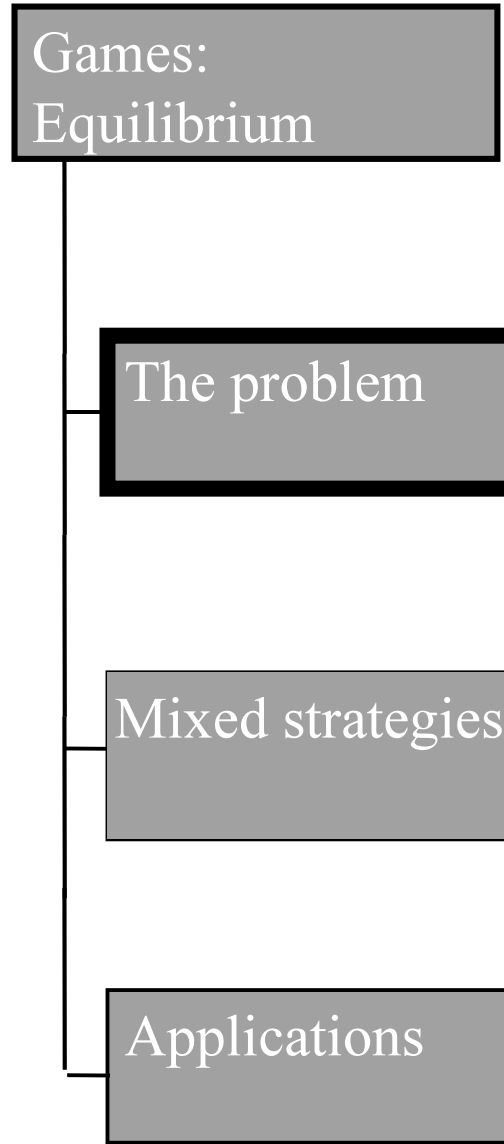 Games:
Equilibrium
The problem
Mixed strategies
Applications